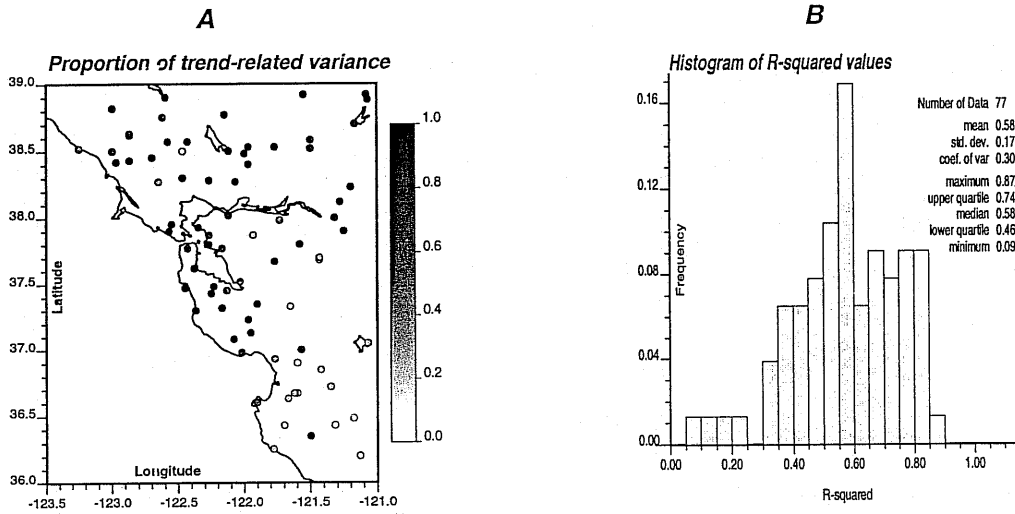 A
Proportion of trend-related variance
39.0
38.5
38.0
37.5
37.0
36.5
36.0
Latitude
Longitude
-123.5 -123.0 -122.5 -122.0 -121.5 -121.0
1.0
0.8
0.6
0.4
0.2
0.0
B
Histogram of R-squared values
0.16
0.12
0.08
0.04
0.00
Frequency
Number of Data 77
mean 0.58
std. dev. 0.17
coef. of var 0.30
maximum 0.87
upper quartile 0.74
median 0.58
lower quartile 0.46
minimum 0.09
0.00 0.20 0.40 0.60 0.80 1.00
R-squared